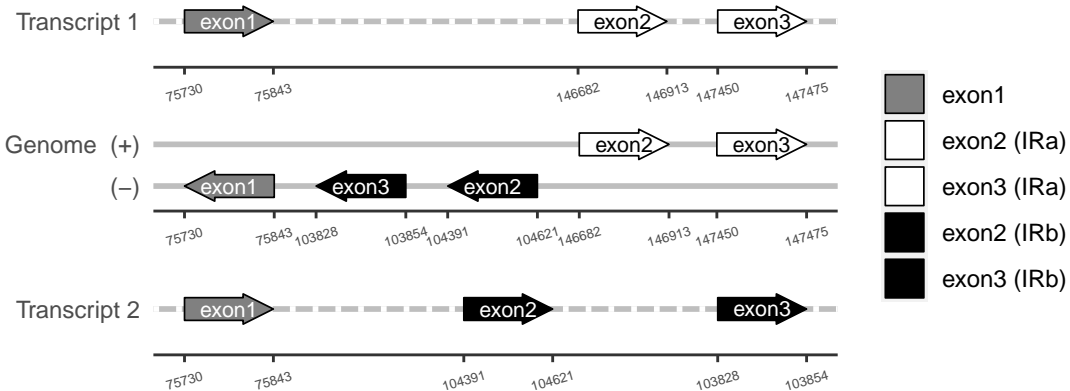 Transcript 1 exon1 exon2 exon3
75730 75843 146682 146913 147450 147475
Genome (+) exon2 exon3
(−) exon1 exon3 exon2
75730 75843 103828 103854 104391 104621 146682 146913 147450 147475
Transcript 2 exon1 exon2 exon3
75730 75843 104391 104621 103828 103854
exon1
exon2 (IRa)
exon3 (IRa)
exon2 (IRb)
exon3 (IRb)